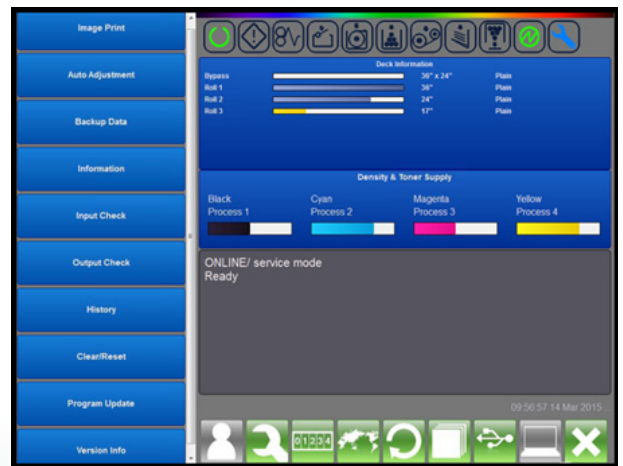 Image Print
Auto Adjustment
Backup Data
Information
Input Check
Output Check
History
Clear/Reset
Program Update
Version Info
Deck Information
Bypass 36" x 24" Plain
Roll 1 36" Plain
Roll 2 24" Plain
Roll 3 17" Plain
Density & Toner Supply
Black Cyan Magenta Yellow
Process 1 Process 2 Process 3 Process 4
ONLINE/ service mode
Ready
09:56:57 14 Mar 2015
01234